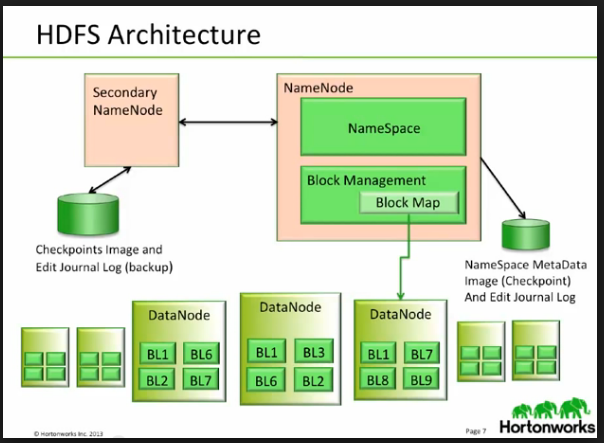 HDFS Architecture
Secondary
NameNode
NameNode
NameSpace
Block Management
Block Map
Checkpoints Image and
Edit Journal Log (backup)
NameSpace MetaData
Image (Checkpoint)
And Edit Journal Log
DataNode
BL1 BL6
BL2 BL7
DataNode
BL1 BL3
BL6 BL2
DataNode
BL1 BL7
BL8 BL9
© Hortonworks Inc. 2013
Page 7
Hortonworks